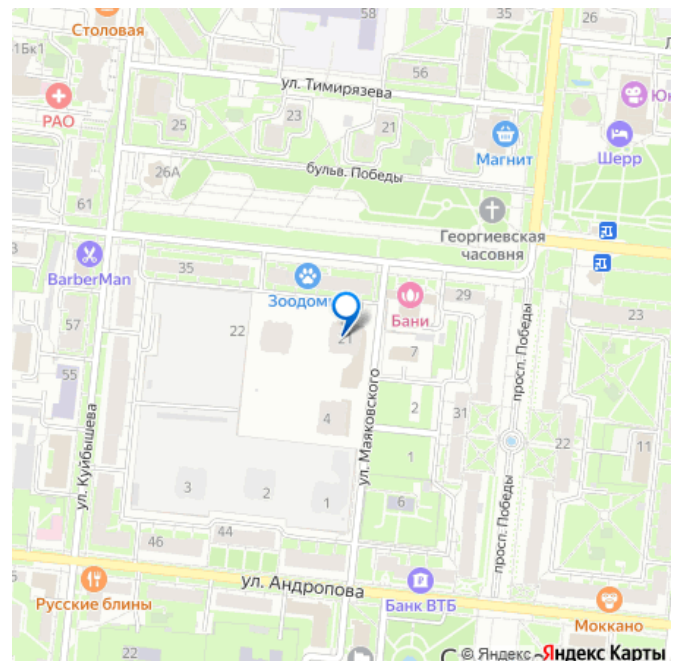 58
35
26
Столовая
1Бк1
56
ул. Тимирязева
РАО
25
23
21
Магнит
Шерр
26А
бульв. Победы
61
Георгиевская
часовня
BarberMan
35
Зоодом
Бани
29
22
21
7
23
57
55
просп. Победы
ул. Куйбышева
ул. Маяковского
4
2
31
22
11
1
3
2
1
6
просп. Победы
46
44
ул. Андропова
Русские блины
Банк ВТБ
Моккано
22
© Яндекс
Яндекс Карты